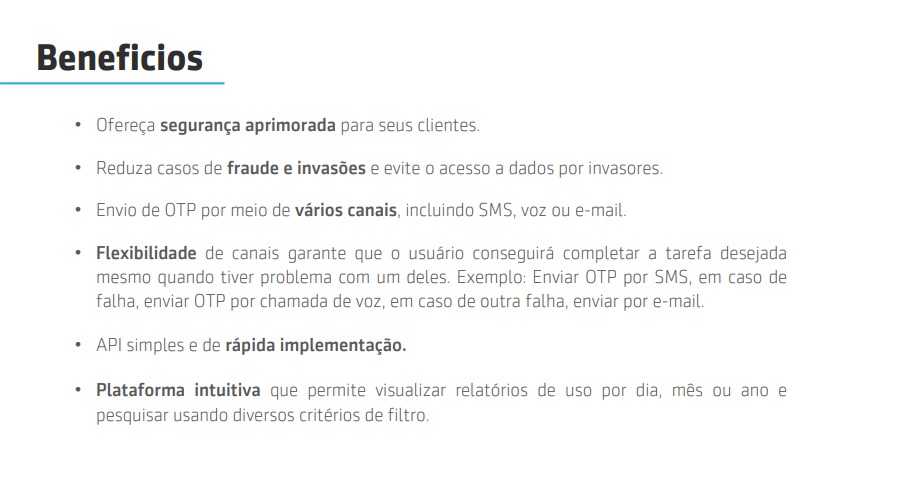 Beneficios
• Ofereça segurança aprimorada para seus clientes.
• Reduza casos de fraude e invasões e evite o acesso a dados por invasores.
• Envio de OTP por meio de vários canais, incluindo SMS, voz ou e-mail.
• Flexibilidade de canais garante que o usuário conseguirá completar a tarefa desejada
mesmo quando tiver problema com um deles. Exemplo: Enviar OTP por SMS, em caso de
falha, enviar OTP por chamada de voz, em caso de outra falha, enviar por e-mail.
• API simples e de rápida implementação.
• Plataforma intuitiva que permite visualizar relatórios de uso por dia, mês ou ano e
pesquisar usando diversos critérios de filtro.